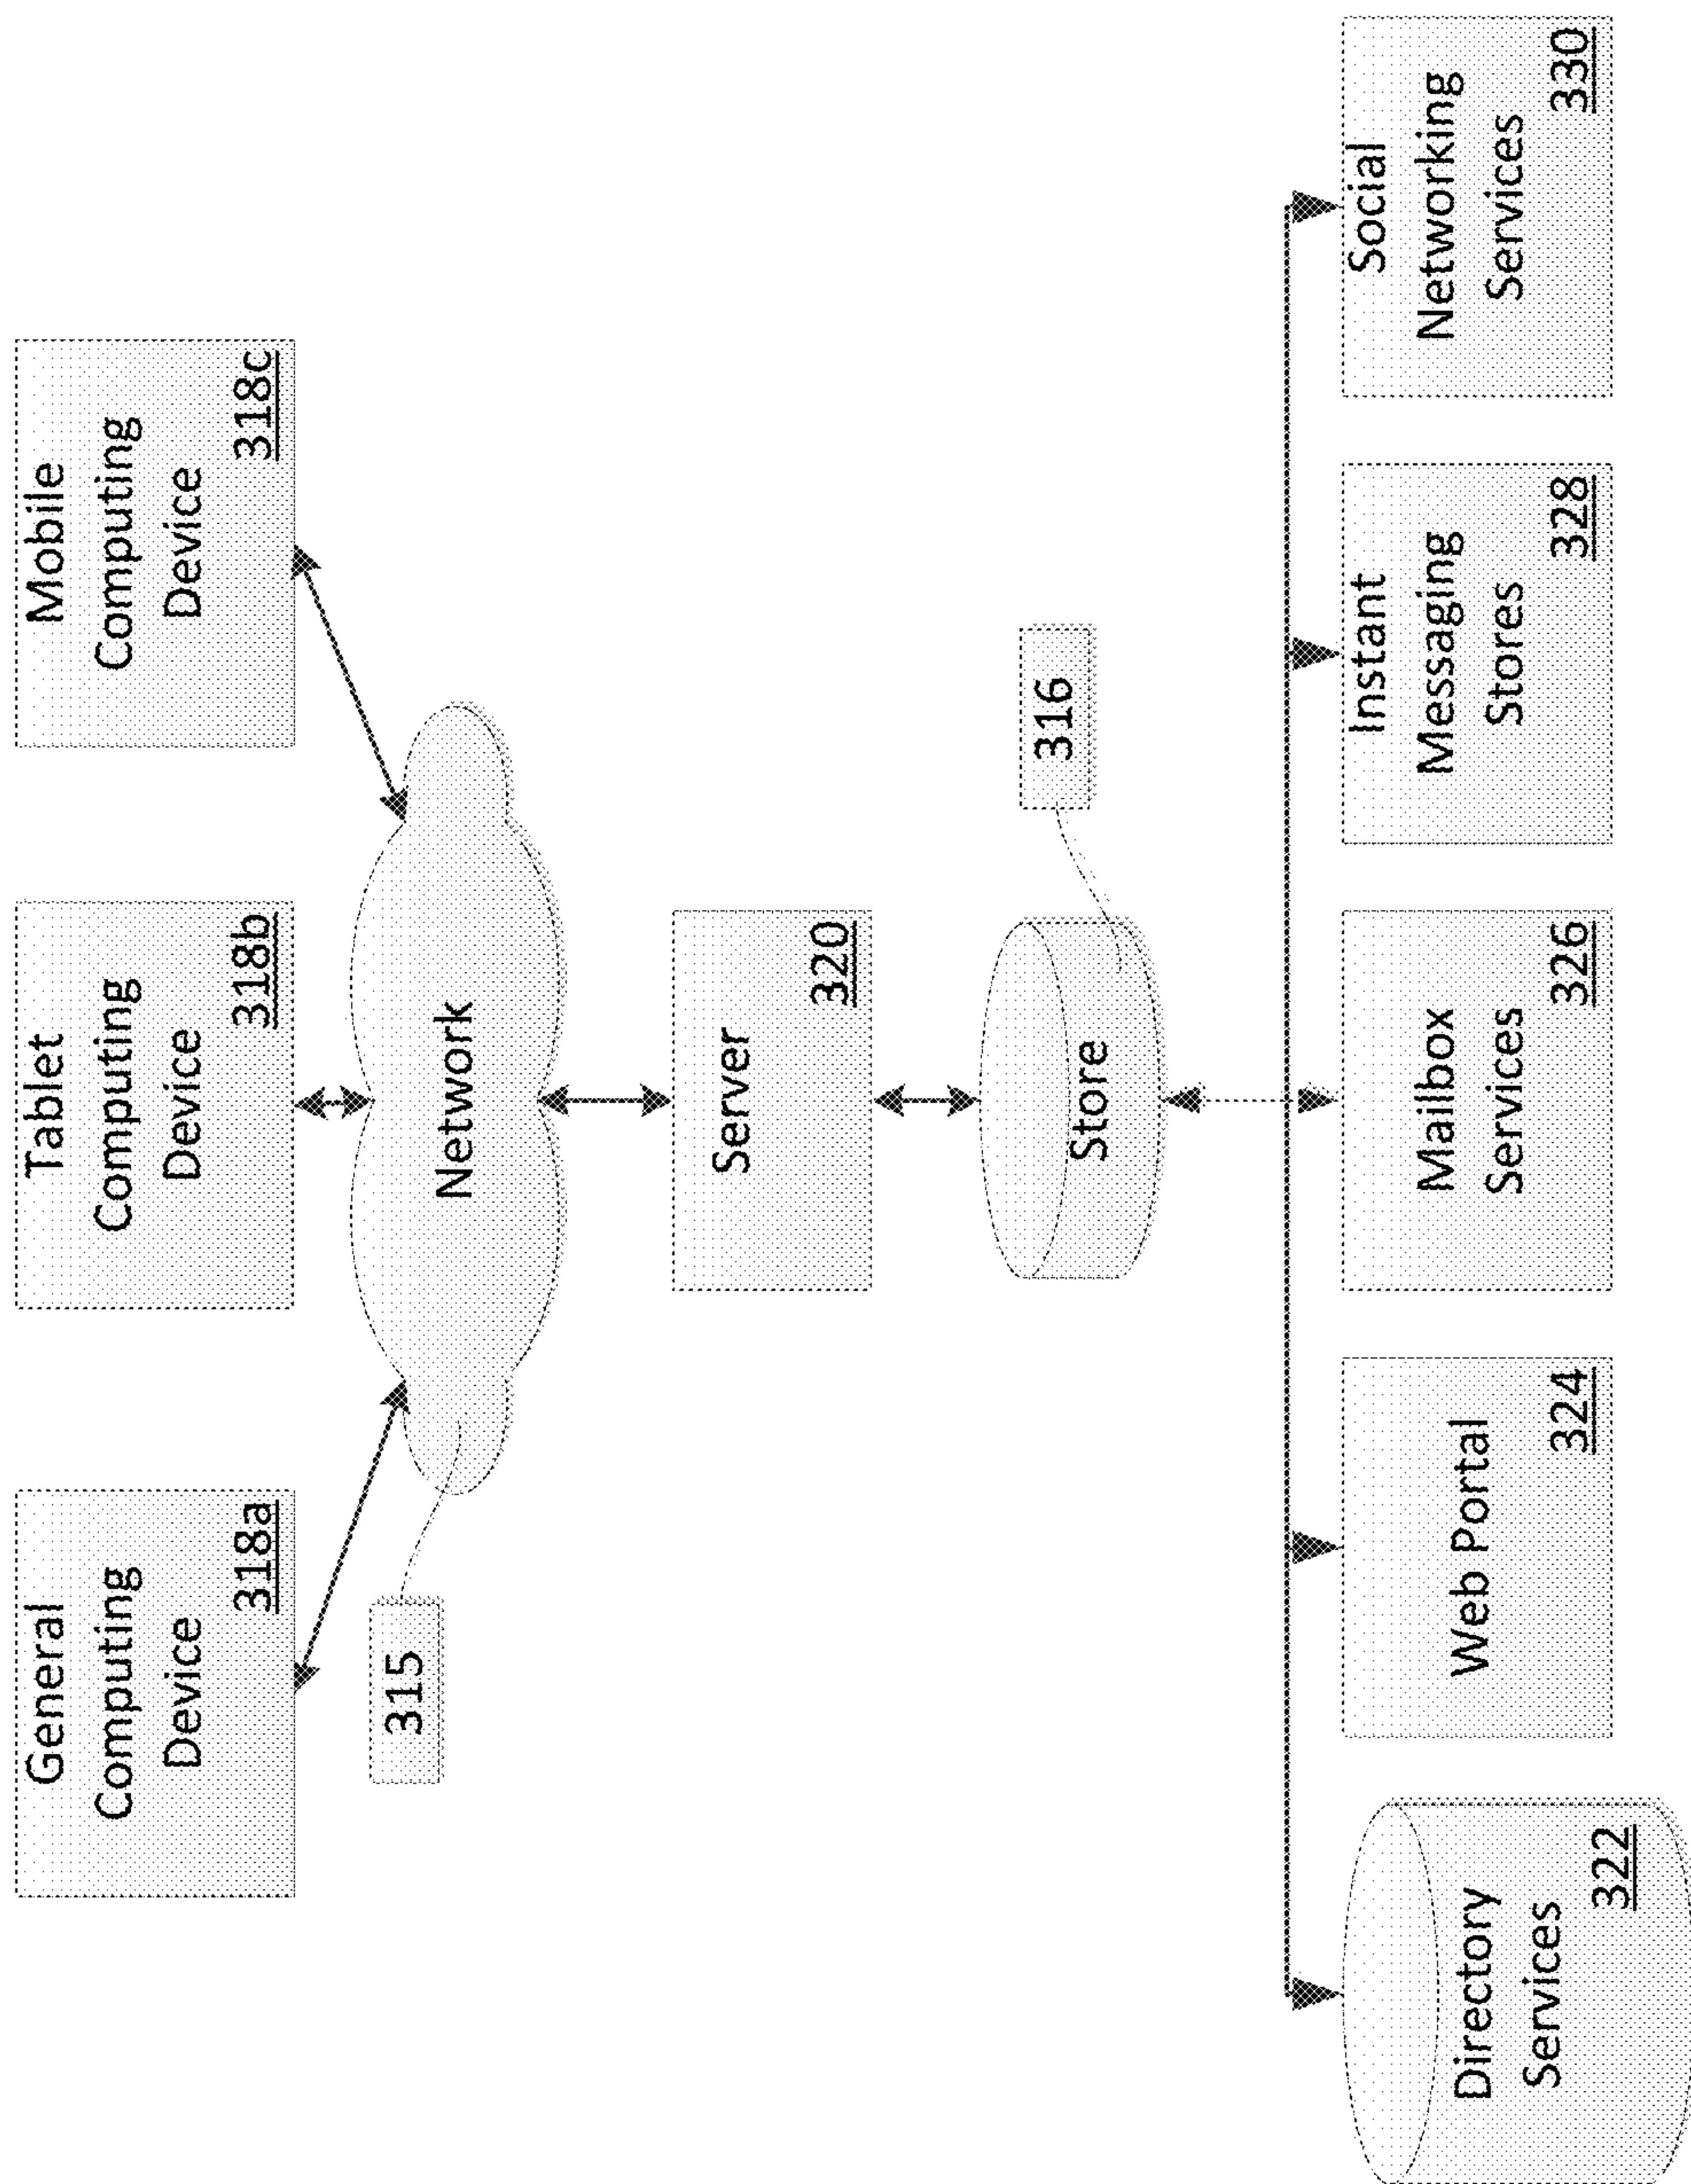 General
Computing
Device
318a
Tablet
Computing
Device
318b
Mobile
Computing
Device
318c
315
Network
Server
320
316
Store
Directory
Services
322
Web Portal
324
Mailbox
Services
326
Instant
Messaging
Stores
328
Social
Networking
Services
330